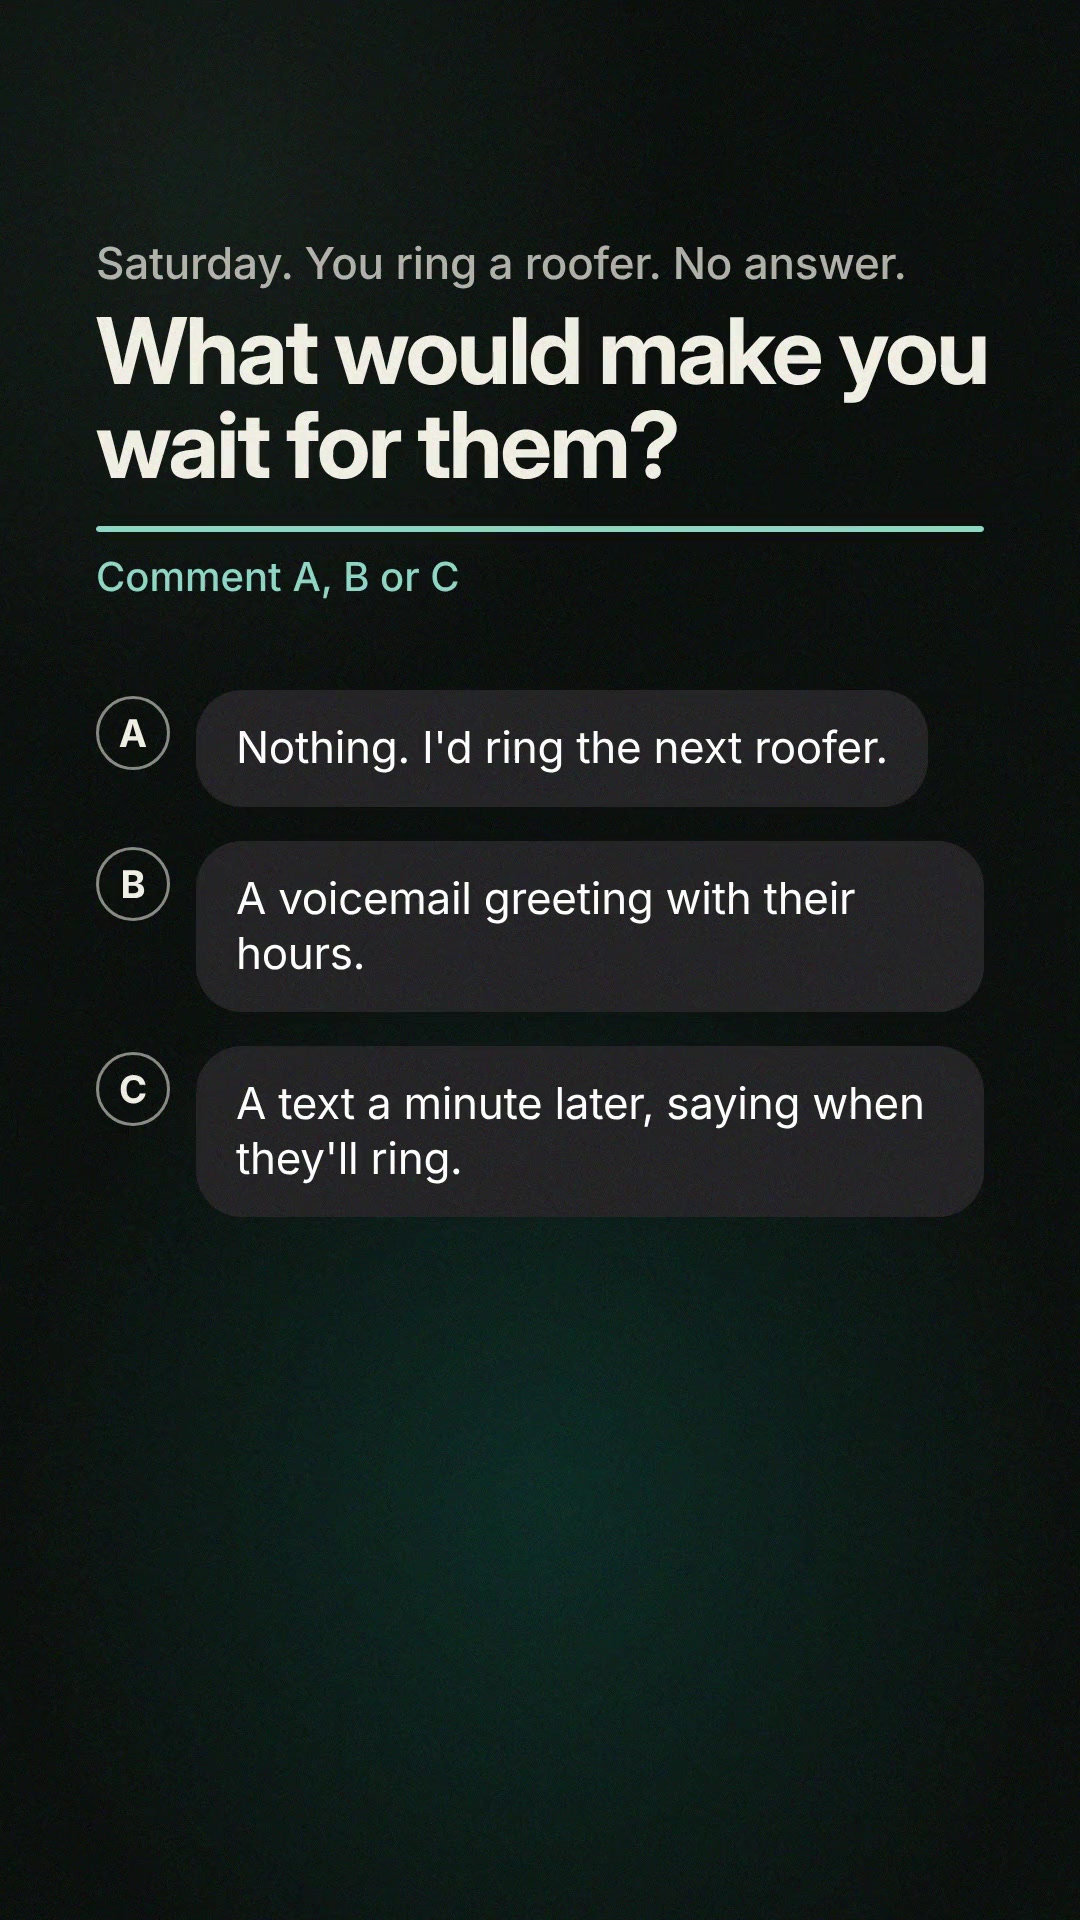 Saturday. You ring a roofer. No answer.
What would make you
wait for them?
Comment A, B or C
A
Nothing. I'd ring the next roofer.
B
A voicemail greeting with their
hours.
C
A text a minute later, saying when
they'll ring.